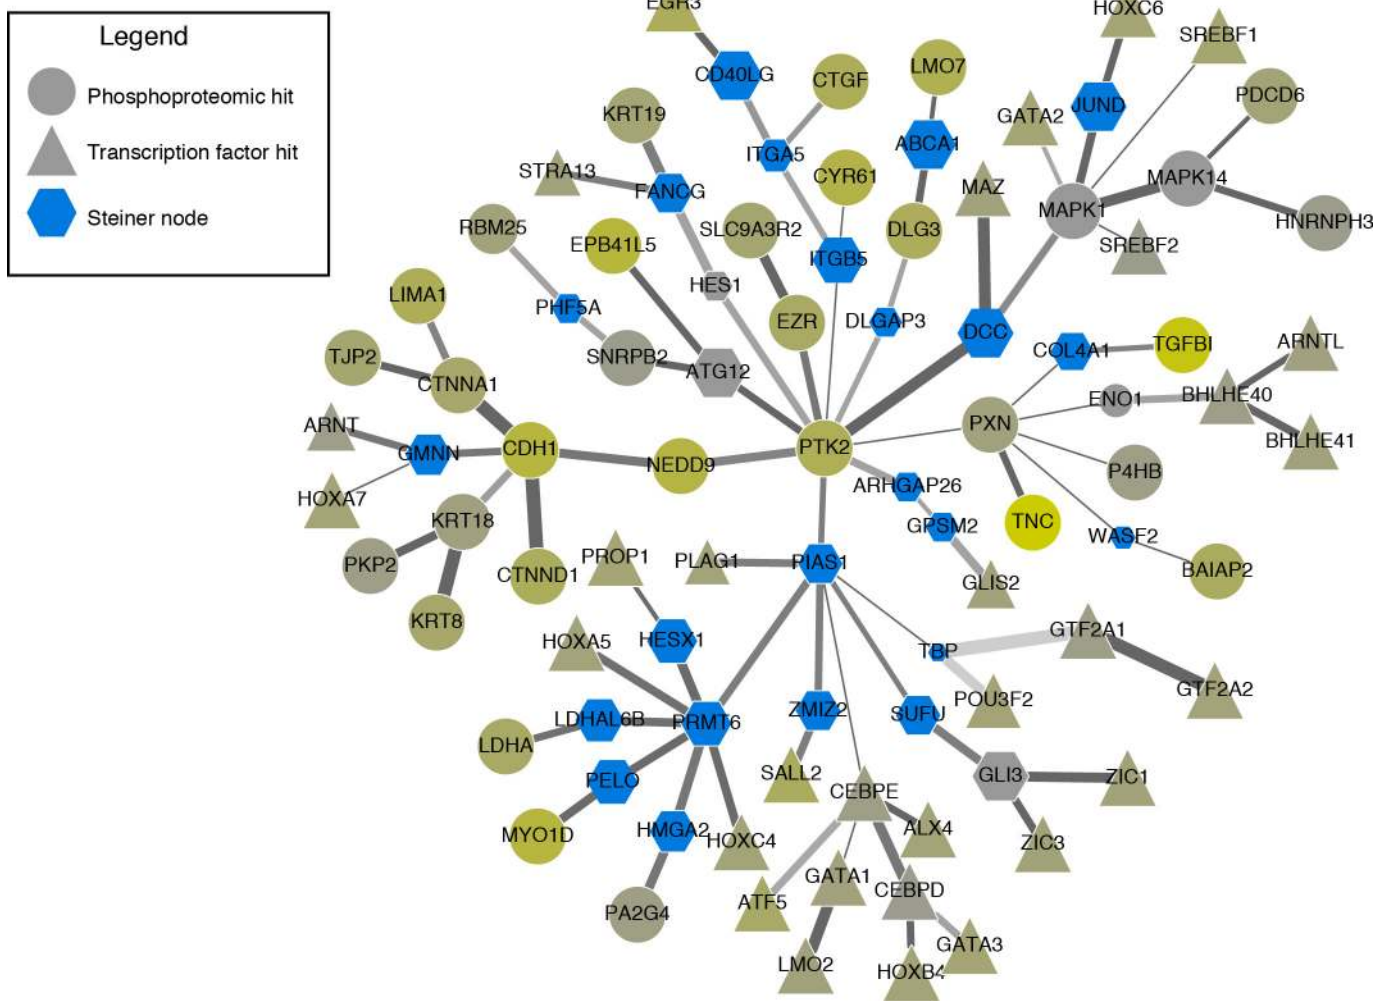 Legend
Phosphoproteomic hit
Transcription factor hit
Steiner node
EGR3
HOXC6
SREBF1
CD40LG
CTGF
LMO7
JUND
PDCD6
KRT19
GATA2
ITGA5
ABCA1
STRA13
FANCG
CYR61
MAZ
MAPK14
MAPK1
HNRNPH3
RBM25
EPB41L5
SLC9A3R2
DLG3
SREBF2
ITGB5
HES1
LIMA1
PHF5A
EZR
DLGAP3
DCC
COL4A1
TGFBI
ARNTL
TJP2
SNRPB2
ATG12
CTNNA1
ENO1
BHLHE40
ARNT
GMNN
CDH1
NEDD9
PTK2
PXN
BHLHE41
HOXA7
ARHGAP26
P4HB
KRT18
GPSM2
TNC
WASF2
PKP2
CTNND1
PROP1
PLAG1
PIAS1
GLIS2
BAIAP2
KRT8
HOXA5
HESX1
TBP
GTF2A1
GTF2A2
LDHAL6B
PRMT6
ZMIZ2
SUFU
POU3F2
LDHA
PELO
SALL2
CEBPE
GLI3
ZIC1
MYO1D
HMGA2
HOXC4
ALX4
ZIC3
GATA1
CEBPD
PA2G4
ATF5
GATA3
LMO2
HOXB4